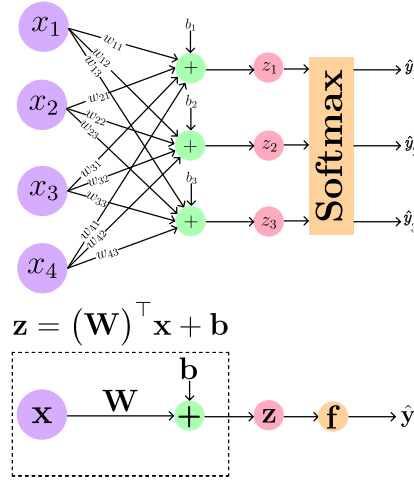 x₁
w₁₁
w₁₂
w₁₃
b₁
+
z₁
ŷ
x₂
w₂₁
w₂₂
w₂₃
b₂
+
z₂
ŷ
x₃
w₃₁
w₃₂
w₃₃
b₃
+
z₃
ŷ
x₄
w₄₁
w₄₂
w₄₃
Softmax
z = (W)^⊤ x + b
b
x W + z f ŷ